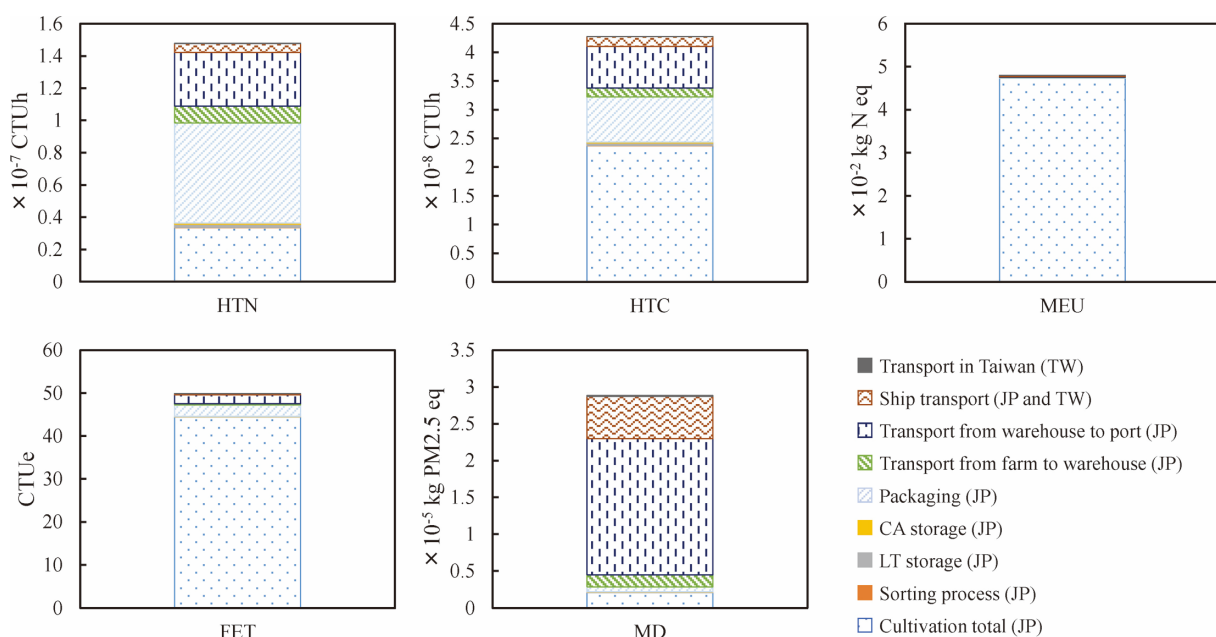 1.6
1.4
1.2
1
0.8
0.6
0.4
0.2
0
×10⁻⁷ CTUh
HTN
4.5
4
3.5
3
2.5
2
1.5
1
0.5
0
×10⁻⁸ CTUh
HTC
6
5
4
3
2
1
0
×10⁻² kg N eq
MEU
60
50
40
30
20
10
0
CTUe
FET
3.5
3
2.5
2
1.5
1
0.5
0
×10⁻⁵ kg PM2.5 eq
MD
Transport in Taiwan (TW)
Ship transport (JP and TW)
Transport from warehouse to port (JP)
Transport from farm to warehouse (JP)
Packaging (JP)
CA storage (JP)
LT storage (JP)
Sorting process (JP)
Cultivation total (JP)